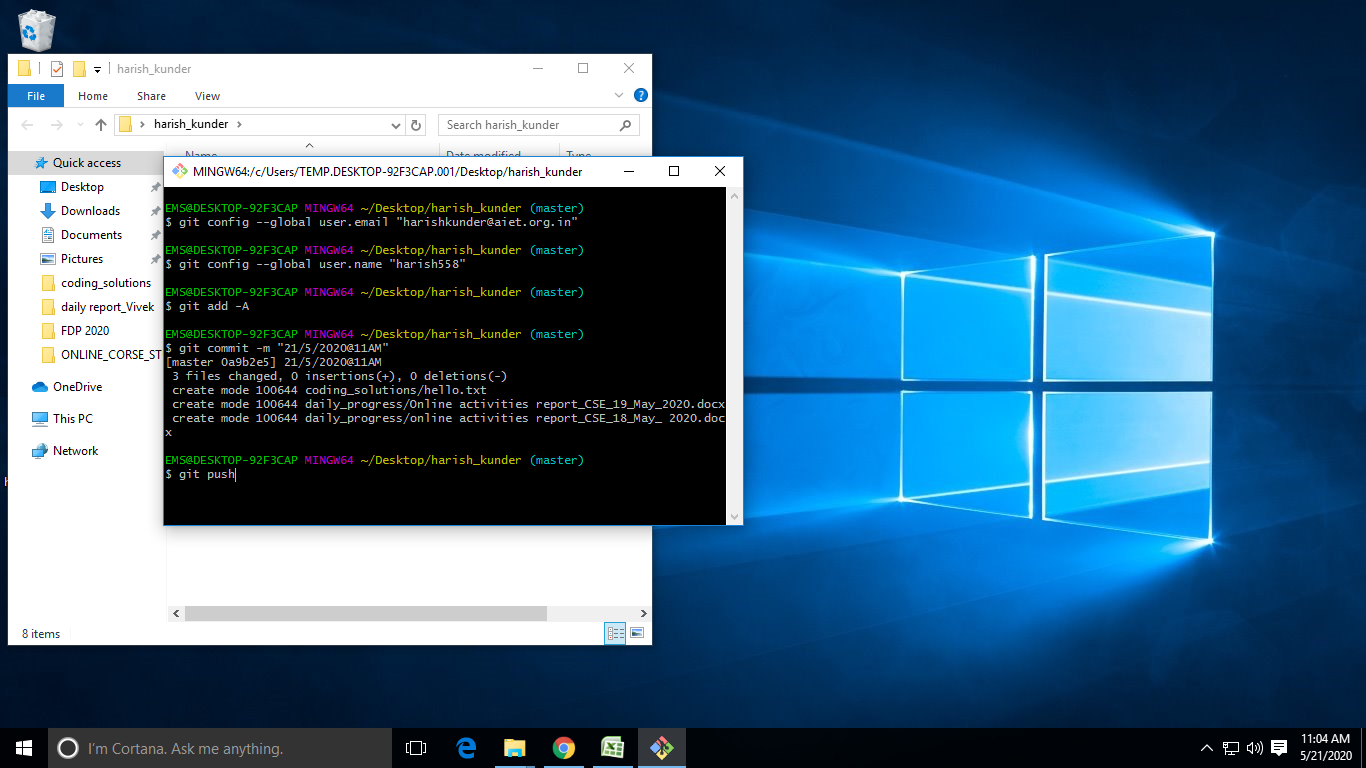 harish_kunder
File Home Share View
harish_kunder
Search harish_kunder
Name Date modified Type
Quick access
Desktop
Downloads
Documents
Pictures
coding_solutions
daily report_Vivek
FDP 2020
ONLINE_CORSE_ST
OneDrive
This PC
Network
8 items
MINGW64:/c/Users/TEMP.DESKTOP-92F3CAP.001/Desktop/harish_kunder
EMS@DESKTOP-92F3CAP MINGW64 ~/Desktop/harish_kunder (master)
$ git config --global user.email "harishkunder@aiet.org.in"
EMS@DESKTOP-92F3CAP MINGW64 ~/Desktop/harish_kunder (master)
$ git config --global user.name "harish558"
EMS@DESKTOP-92F3CAP MINGW64 ~/Desktop/harish_kunder (master)
$ git add -A
EMS@DESKTOP-92F3CAP MINGW64 ~/Desktop/harish_kunder (master)
$ git commit -m "21/5/2020@11AM"
[master 0a9b2e5] 21/5/2020@11AM
3 files changed, 0 insertions(+), 0 deletions(-)
create mode 100644 coding_solutions/hello.txt
create mode 100644 daily_progress/Online activities report_CSE_19_May_2020.docx
create mode 100644 daily_progress/online activities report_CSE_18_May_ 2020.doc
x
EMS@DESKTOP-92F3CAP MINGW64 ~/Desktop/harish_kunder (master)
$ git push
I'm Cortana. Ask me anything.
11:04 AM
5/21/2020